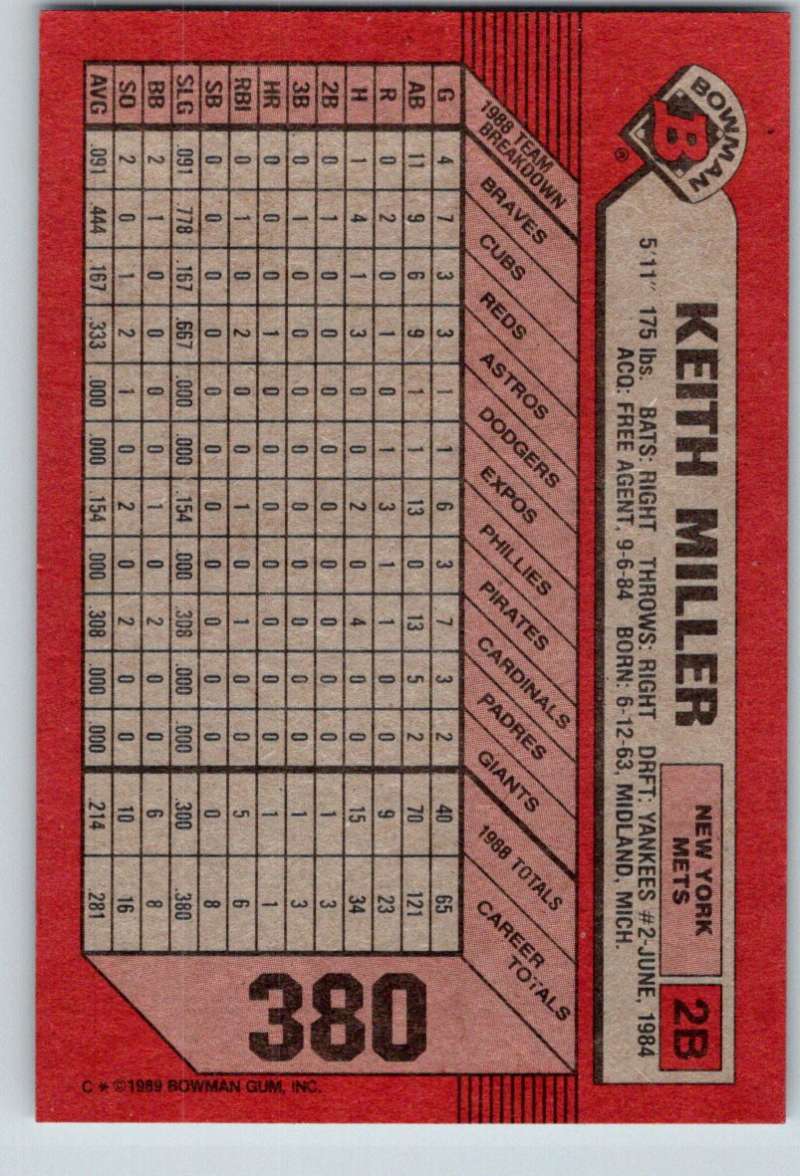 BOWMAN
B
®
KEITH MILLER
NEW YORK
METS
2B
5'11" 175 lbs. BATS: RIGHT THROWS: RIGHT DRFT: YANKEES #2-JUNE, 1984
ACQ: FREE AGENT, 9-6-84 BORN: 6-12-63, MIDLAND, MICH.
1988 TEAM
BREAKDOWN
BRAVES
CUBS
REDS
ASTROS
DODGERS
EXPOS
PHILLIES
PIRATES
CARDINALS
PADRES
GIANTS
1988 TOTALS
CAREER
TOTALS
G 4 7 3 3 1 1 6 3 7 3 2 40 65
AB 11 9 6 9 1 1 13 0 13 5 2 70 121
R 0 2 0 1 0 1 3 1 1 0 0 9 23
H 1 4 1 3 0 0 2 0 4 0 0 15 34
2B 0 1 0 0 0 0 0 0 0 0 0 1 3
3B 0 1 0 0 0 0 0 0 0 0 0 1 3
HR 0 0 0 1 0 0 0 0 0 0 0 1 1
RBI 0 1 0 2 0 0 1 0 1 0 0 5 6
SB 0 0 0 0 0 0 0 0 0 0 0 0 8
SLG .091 .778 .167 .667 .000 .000 .154 .000 .308 .000 .000 .300 .380
BB 2 1 0 0 0 0 1 0 2 0 0 6 8
SO 2 0 1 2 1 0 2 0 2 0 0 10 16
AVG .091 .444 .167 .333 .000 .000 .154 .000 .308 .000 .000 .214 .281
380
C * ©1989 BOWMAN GUM, INC.